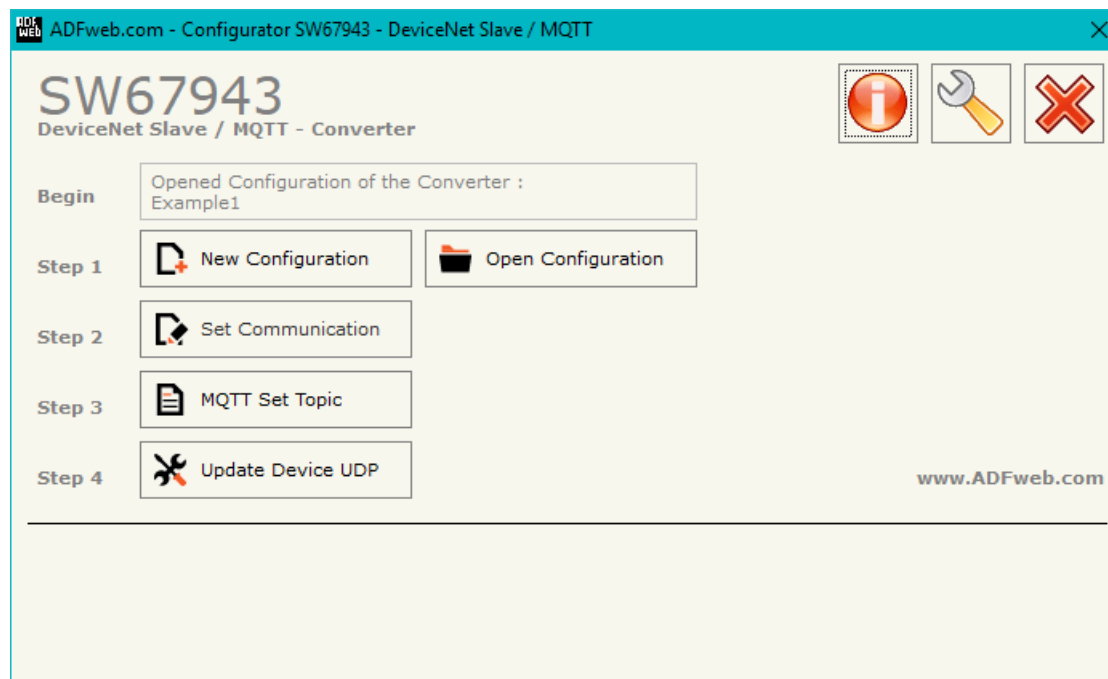 ADF
WEB
ADFweb.com - Configurator SW67943 - DeviceNet Slave / MQTT
SW67943
DeviceNet Slave / MQTT - Converter
Begin
Opened Configuration of the Converter :
Example1
Step 1
New Configuration
Open Configuration
Step 2
Set Communication
Step 3
MQTT Set Topic
Step 4
Update Device UDP
www.ADFweb.com